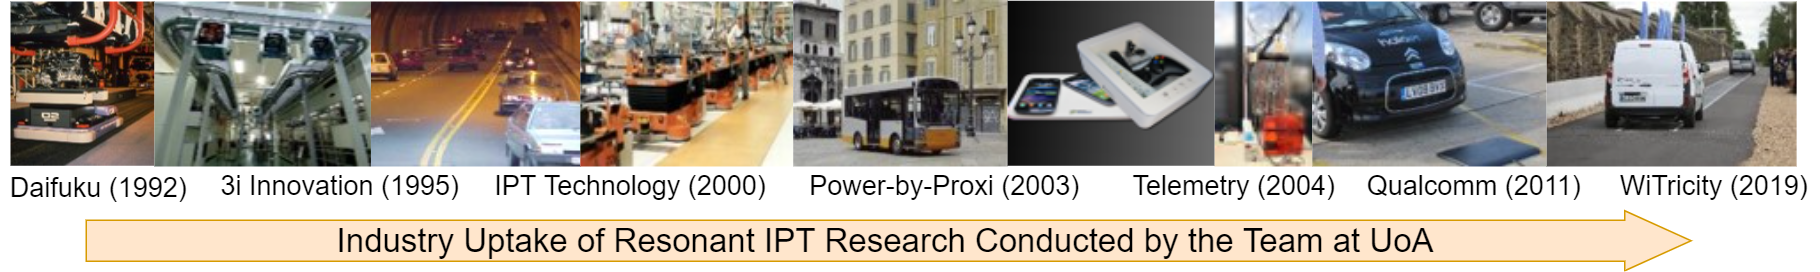 Daifuku (1992)
3i Innovation (1995)
IPT Technology (2000)
Power-by-Proxi (2003)
Telemetry (2004)
Qualcomm (2011)
WiTricity (2019)
Industry Uptake of Resonant IPT Research Conducted by the Team at UoA